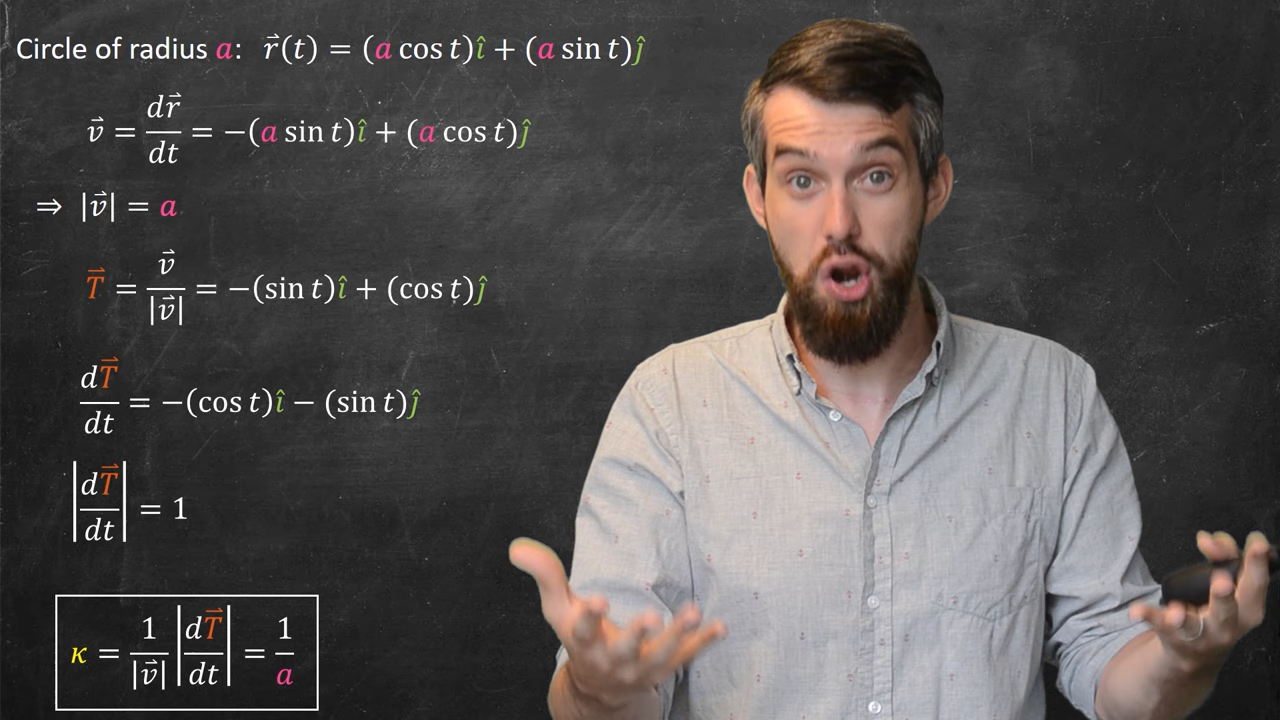 Circle of radius a: r⃗(t) = (a cos t)î + (a sin t)ĵ
v⃗ = dr⃗/dt = −(a sin t)î + (a cos t)ĵ
⇒ |v⃗| = a
T⃗ = v⃗/|v⃗| = −(sin t)î + (cos t)ĵ
dT⃗/dt = −(cos t)î − (sin t)ĵ
|dT⃗/dt| = 1
κ = 1/|v⃗| |dT⃗/dt| = 1/a